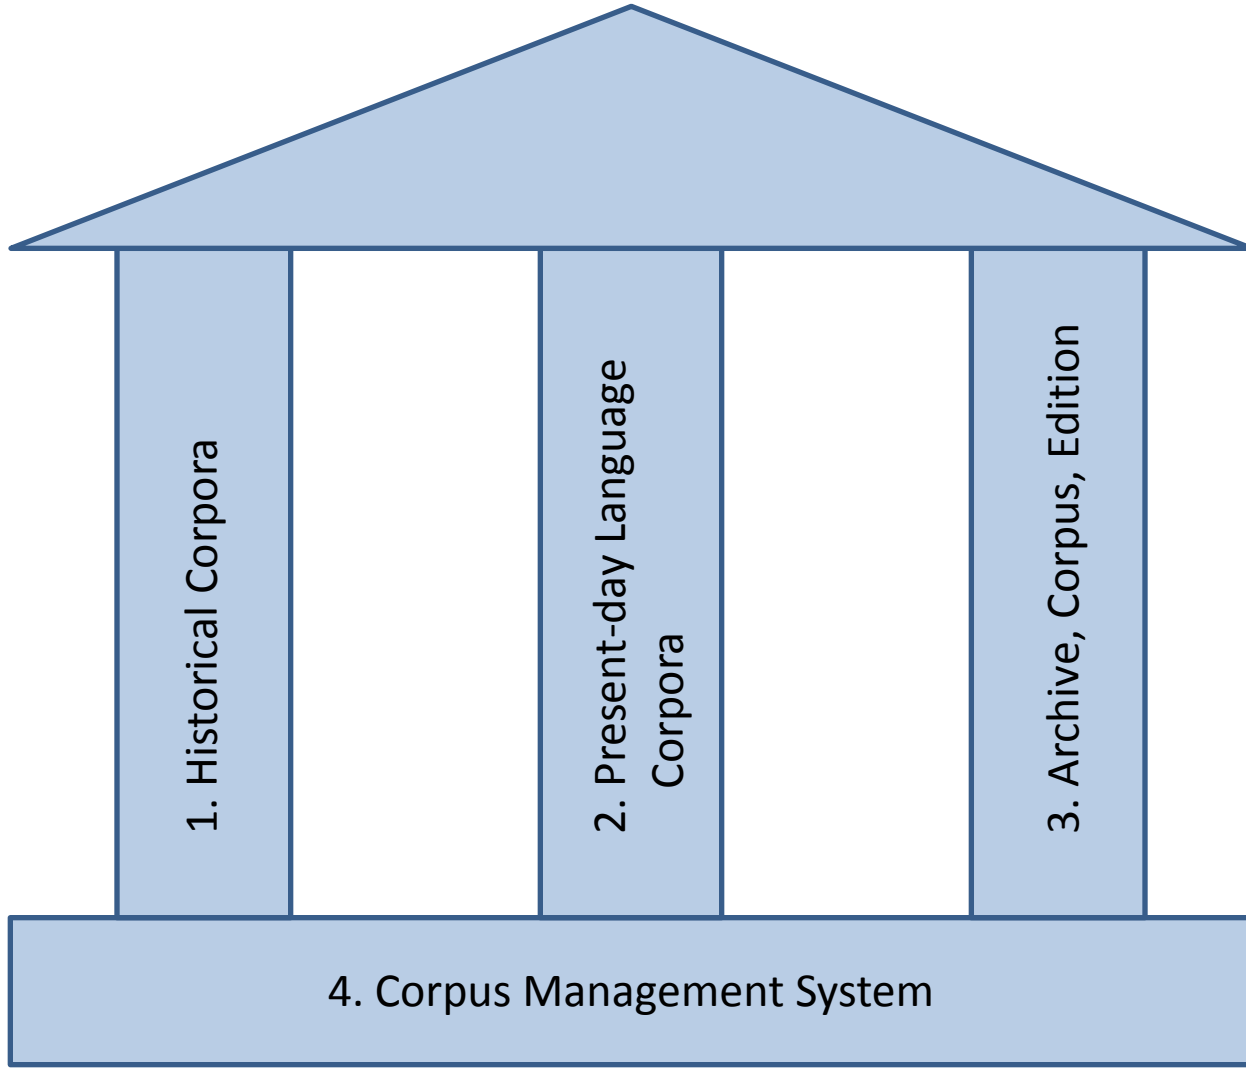 1. Historical Corpora
2. Present-day Language
Corpora
3. Archive, Corpus, Edition
4. Corpus Management System